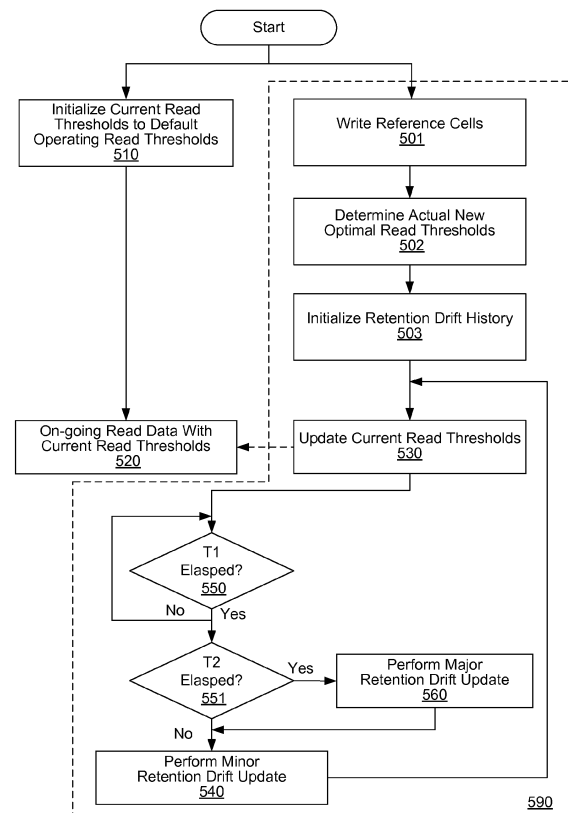 Start
Initialize Current Read
Thresholds to Default
Operating Read Thresholds
510
Write Reference Cells
501
Determine Actual New
Optimal Read Thresholds
502
Initialize Retention Drift History
503
On-going Read Data With
Current Read Thresholds
520
Update Current Read Thresholds
530
T1
Elasped?
550
No
Yes
T2
Elasped?
551
Yes
Perform Major
Retention Drift Update
560
No
Perform Minor
Retention Drift Update
540
590